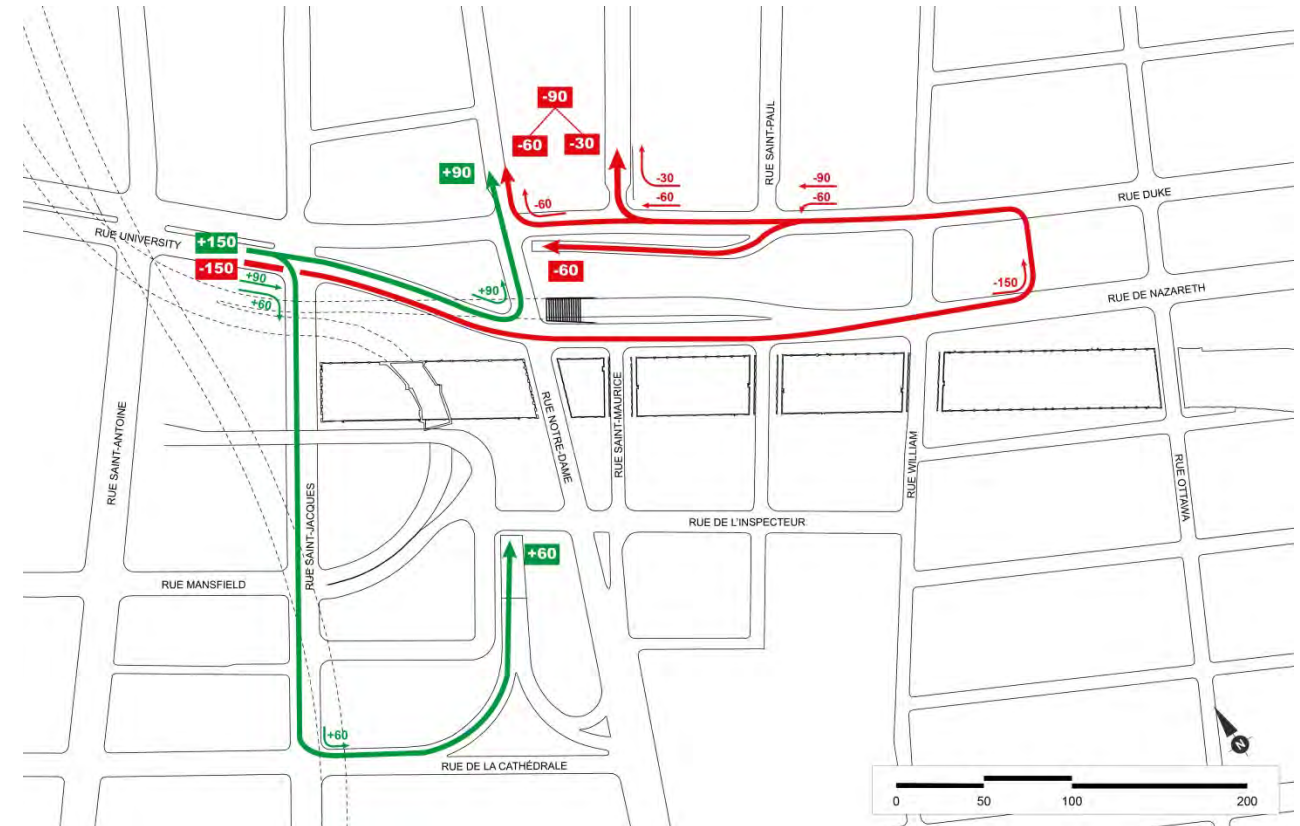 -90
-60
-30
+90
-30
-60
-90
-60
RUE SAINT-PAUL
RUE DUKE
-60
RUE UNIVERSITY
+150
-150
+90
+60
-60
+90
-150
RUE DE NAZARETH
RUE SAINT-ANTOINE
RUE SAINT-JACQUES
RUE NOTRE-DAME
RUE SAINT-MAURICE
RUE WILLIAM
RUE OTTAWA
RUE DE L'INSPECTEUR
+60
RUE MANSFIELD
+60
RUE DE LA CATHÉDRALE
N
0
50
100
200